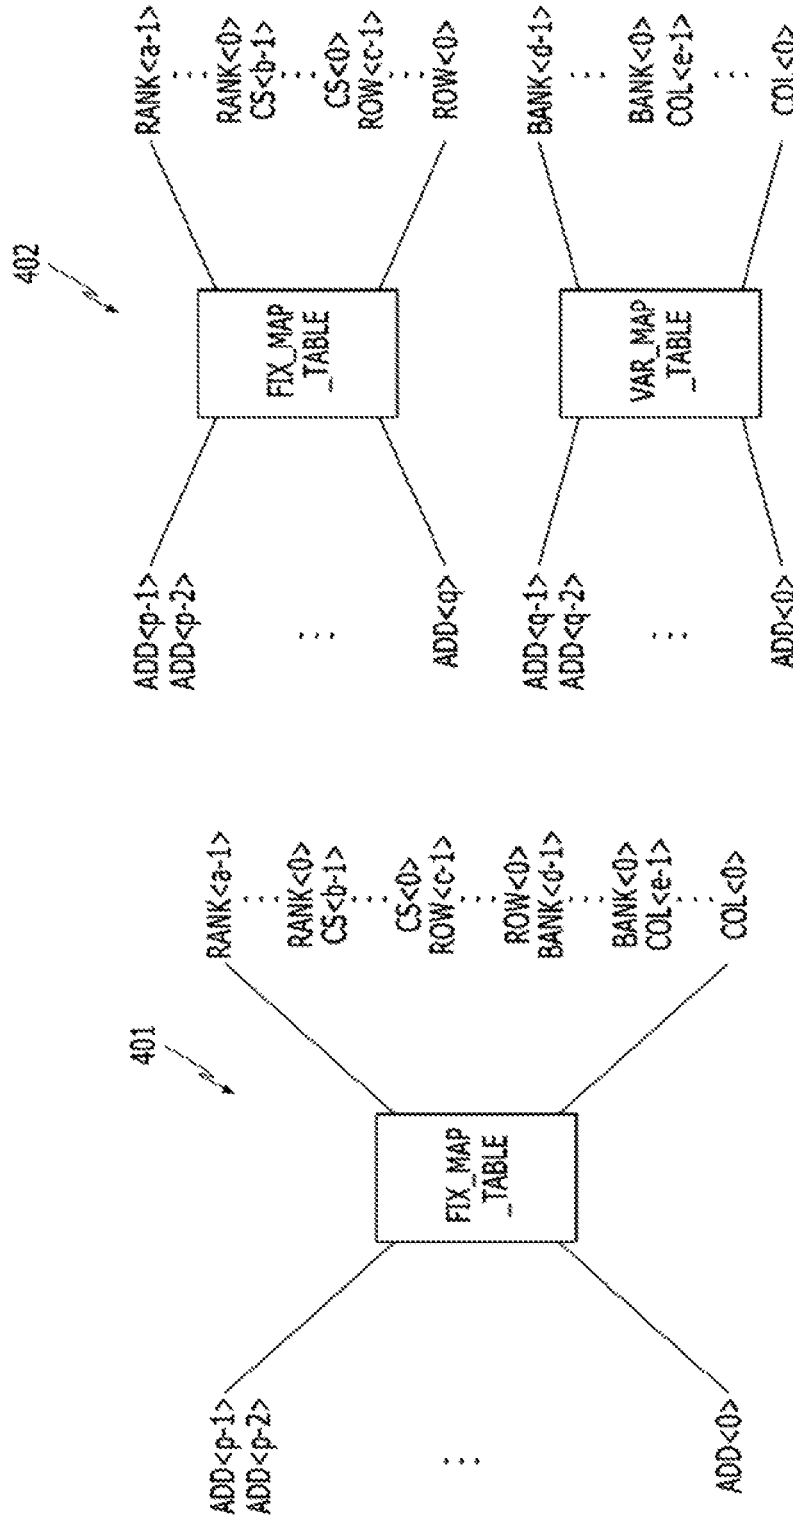 401
ADD<p-1>
ADD<p-2>
...
ADD<0>
FIX_MAP
_TABLE
RANK<a-1>
...
RANK<0>
CS<b-1>
...
CS<0>
ROW<c-1>
...
ROW<0>
BANK<d-1>
...
BANK<0>
COL<e-1>
...
COL<0>
402
ADD<p-1>
ADD<p-2>
...
ADD<q>
FIX_MAP
_TABLE
RANK<a-1>
...
RANK<0>
CS<b-1>
...
CS<0>
ROW<c-1>
...
ROW<0>
ADD<q-1>
ADD<q-2>
...
ADD<0>
VAR_MAP
_TABLE
BANK<d-1>
...
BANK<0>
COL<e-1>
...
COL<0>